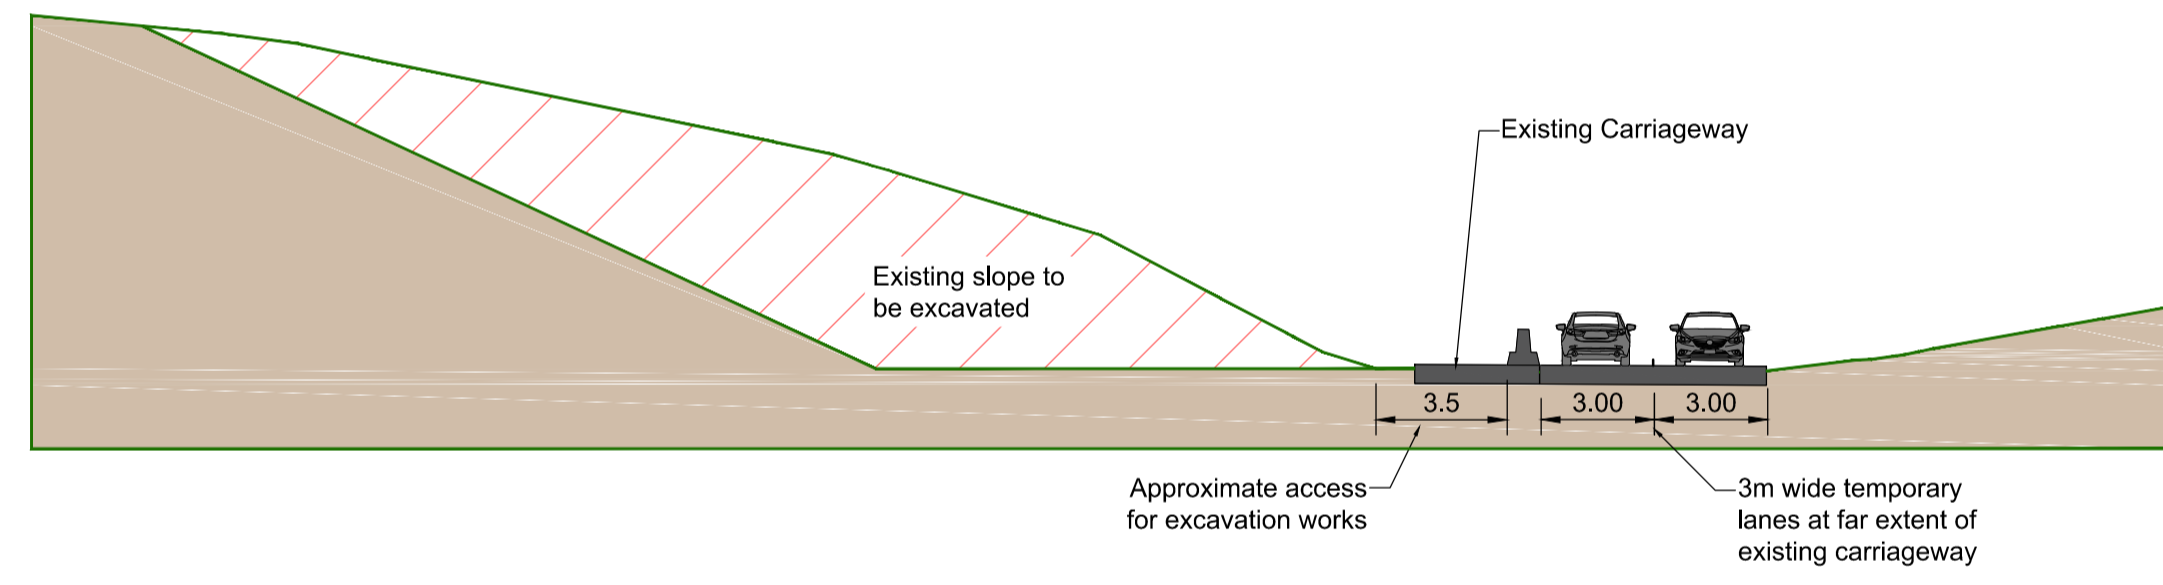 Existing Carriageway
Existing slope to
be excavated
3.5
3.00
3.00
Approximate access
for excavation works
3m wide temporary
lanes at far extent of
existing carriageway